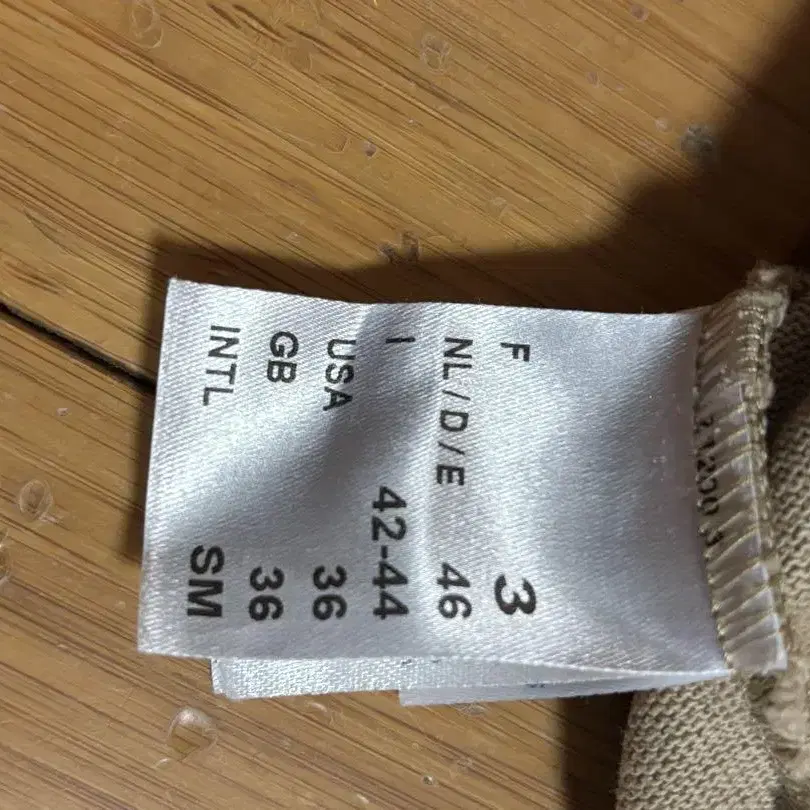 F 3
NL / D / E 46
I 42-44
USA 36
GB 36
INTL SM